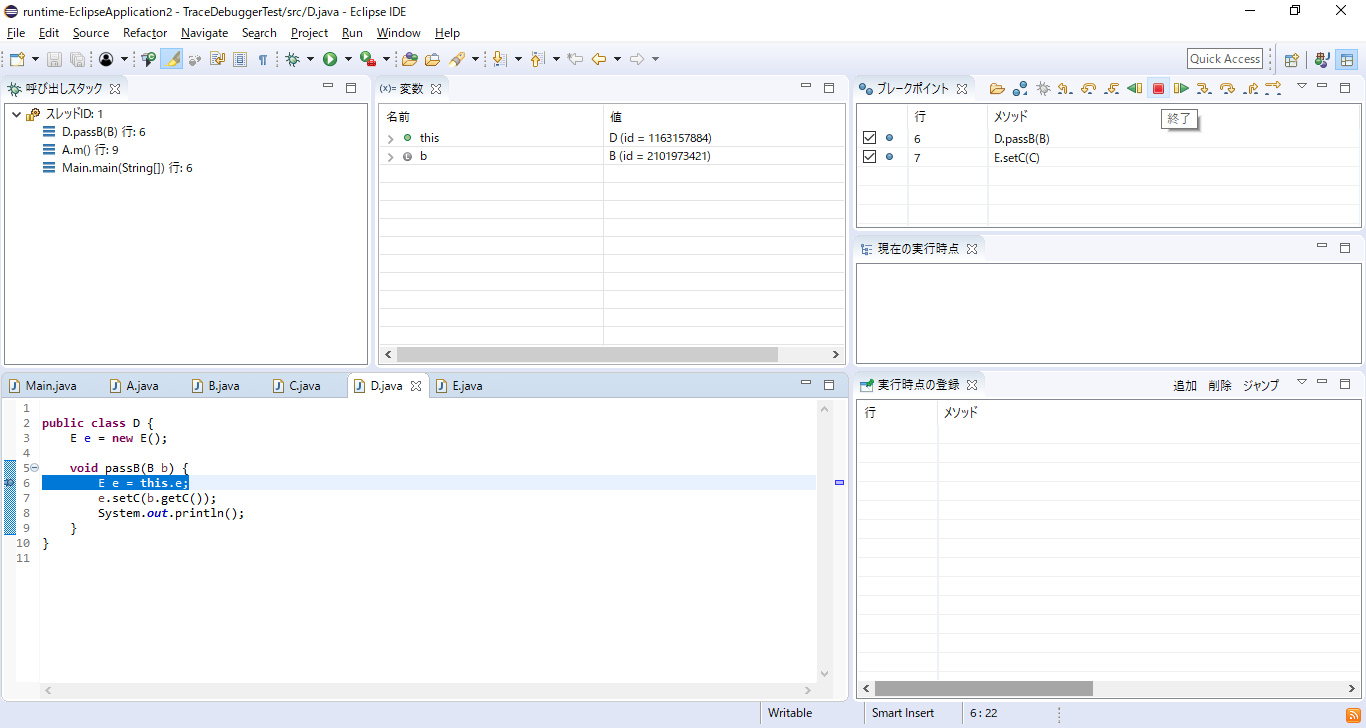 runtime-EclipseApplication2 - TraceDebuggerTest/src/D.java - Eclipse IDE
File Edit Source Refactor Navigate Search Project Run Window Help
Quick Access
呼び出しスタック
スレッドID: 1
D.passB(B) 行: 6
A.m() 行: 9
Main.main(String[]) 行: 6
(x)= 変数
名前 値
this D (id = 1163157884)
b B (id = 2101973421)
ブレークポイント
行 メソッド
終了
6 D.passB(B)
7 E.setC(C)
現在の実行時点
Main.java A.java B.java C.java D.java E.java
1
2 public class D {
3 E e = new E();
4
5 void passB(B b) {
6 E e = this.e;
7 e.setC(b.getC());
8 System.out.println();
9 }
10 }
11
実行時点の登録 追加 削除 ジャンプ
行 メソッド
Writable Smart Insert 6 : 22